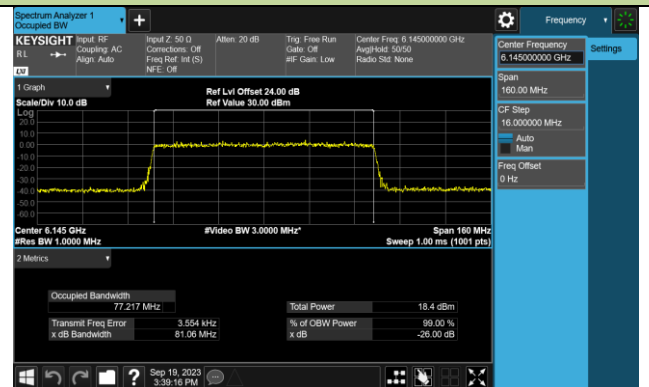 Spectrum Analyzer 1
Occupied BW
Frequency
KEYSIGHT
RL
LXI
Input: RF
Coupling: AC
Align: Auto
Input Z: 50 Ω
Corrections: Off
Freq Ref: Int (S)
NFE: Off
Atten: 20 dB
Trig: Free Run
Gate: Off
#IF Gain: Low
Center Freq: 6.145000000 GHz
Avg|Hold: 50/50
Radio Std: None
Center Frequency
6.145000000 GHz
Settings
Span
160.00 MHz
CF Step
16.000000 MHz
Auto
Man
Freq Offset
0 Hz
1 Graph
Scale/Div 10.0 dB
Ref Lvl Offset 24.00 dB
Ref Value 30.00 dBm
Log
20.0
10.0
0.00
-10.0
-20.0
-30.0
-40.0
-50.0
-60.0
Center 6.145 GHz
#Video BW 3.0000 MHz*
Span 160 MHz
#Res BW 1.0000 MHz
Sweep 1.00 ms (1001 pts)
2 Metrics
Occupied Bandwidth
77.217 MHz
Total Power
18.4 dBm
Transmit Freq Error
3.554 kHz
% of OBW Power
99.00 %
x dB Bandwidth
81.06 MHz
x dB
-26.00 dB
?
Sep 19, 2023
3:39:16 PM